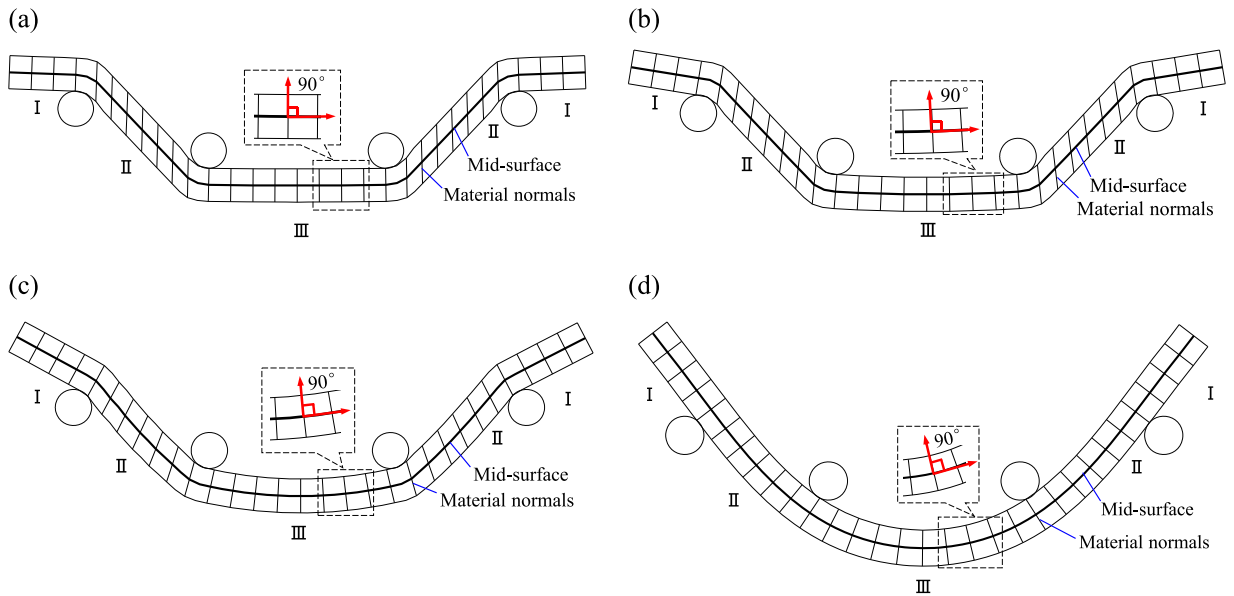 (a)
90°
I
I
II
II
Mid-surface
Material normals
III
(b)
90°
I
I
II
II
Mid-surface
Material normals
III
(c)
90°
I
I
II
II
Mid-surface
Material normals
III
(d)
90°
I
I
II
II
Mid-surface
Material normals
III